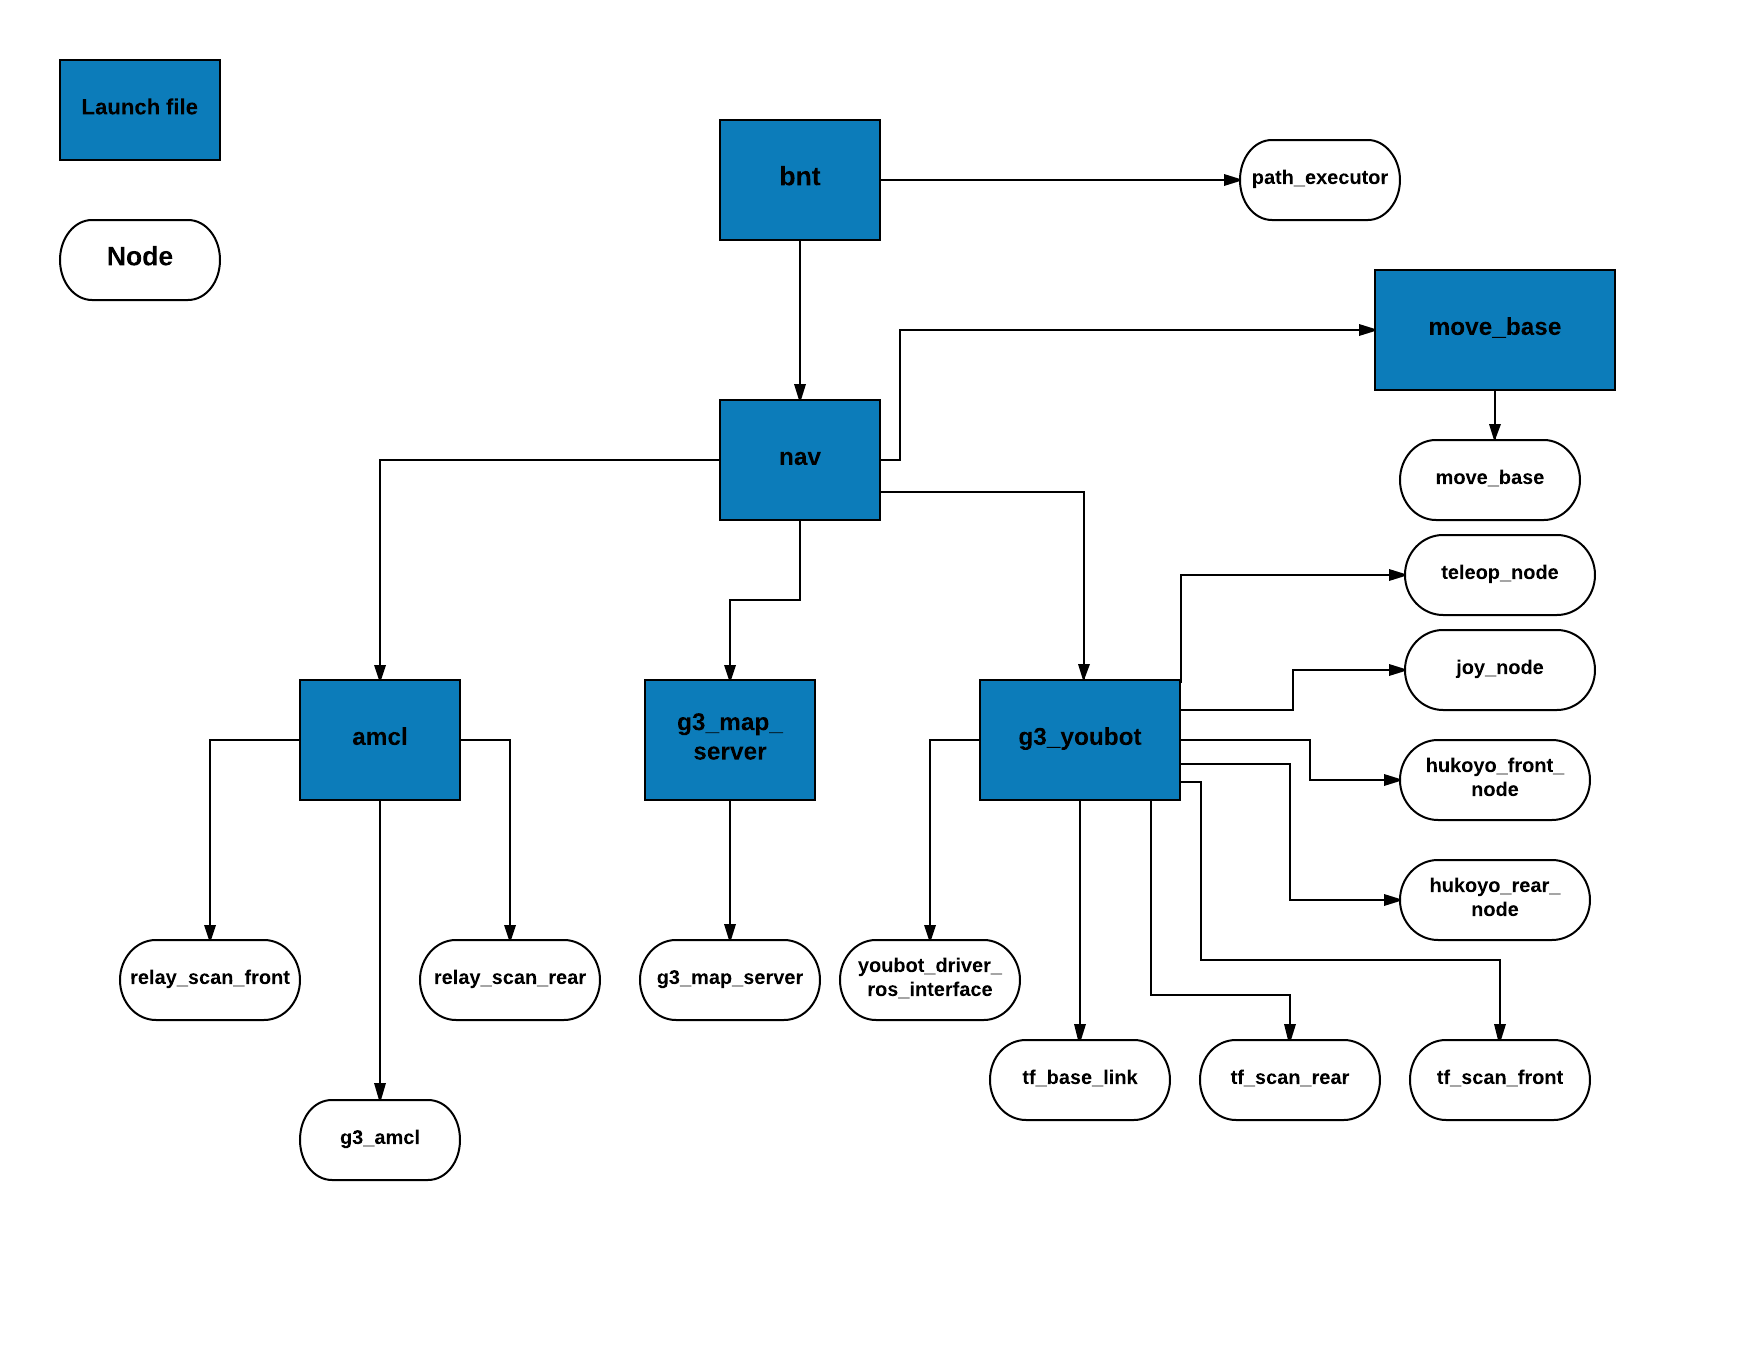 Launch file
Node
bnt
path_executor
move_base
nav
move_base
teleop_node
joy_node
amcl
g3_map_
server
g3_youbot
hukoyo_front_
node
hukoyo_rear_
node
relay_scan_front
relay_scan_rear
g3_map_server
youbot_driver_
ros_interface
tf_base_link
tf_scan_rear
tf_scan_front
g3_amcl